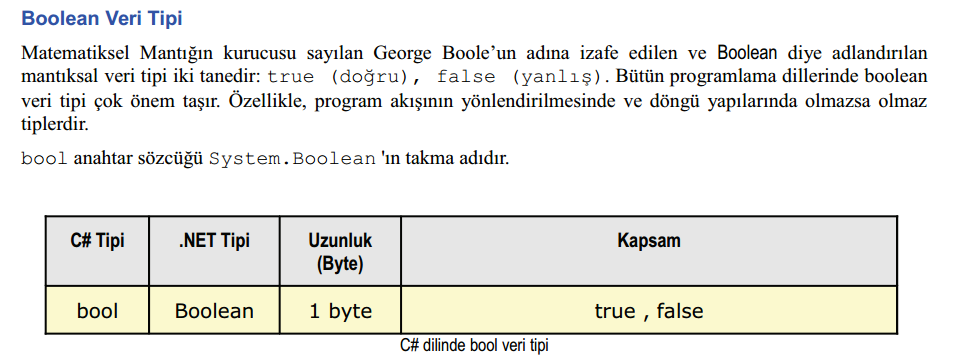 Boolean Veri Tipi
Matematiksel Mantığın kurucusu sayılan George Boole’un adına izafe edilen ve Boolean diye adlandırılan
mantıksal veri tipi iki tanedir: true (doğru), false (yanlış). Bütün programlama dillerinde boolean
veri tipi çok önem taşır. Özellikle, program akışının yönlendirilmesinde ve döngü yapılarında olmazsa olmaz
tiplerdir.
bool anahtar sözcüğü System.Boolean 'ın takma adıdır.
C# Tipi .NET Tipi Uzunluk (Byte) Kapsam
bool Boolean 1 byte true , false
C# dilinde bool veri tipi